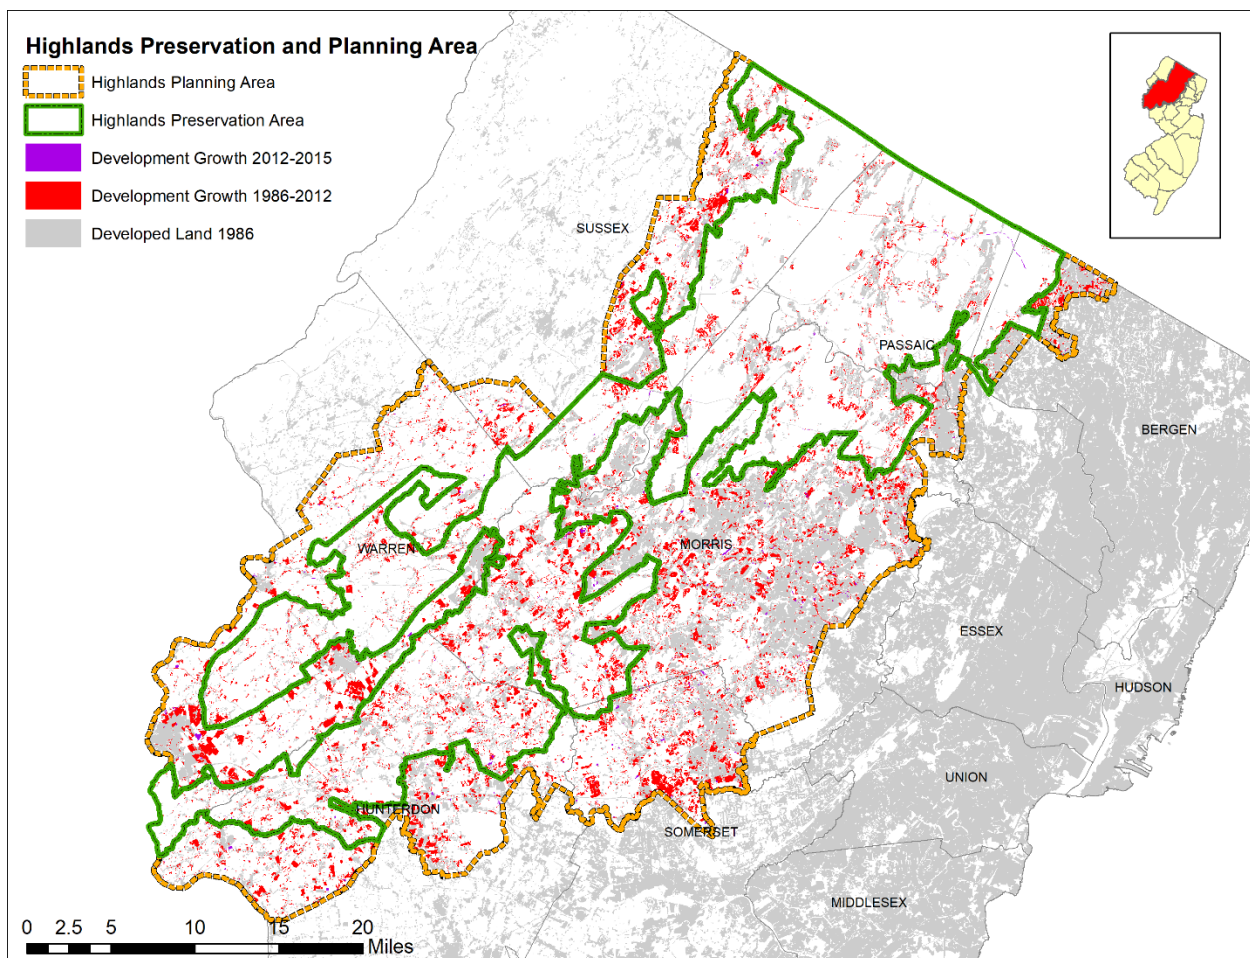 Highlands Preservation and Planning Area
Highlands Planning Area
Highlands Preservation Area
Development Growth 2012-2015
Development Growth 1986-2012
Developed Land 1986
SUSSEX
PASSAIC
BERGEN
WARREN
MORRIS
ESSEX
HUDSON
UNION
HUNTERDON
SOMERSET
MIDDLESEX
0 2.5 5 10 15 20
Miles